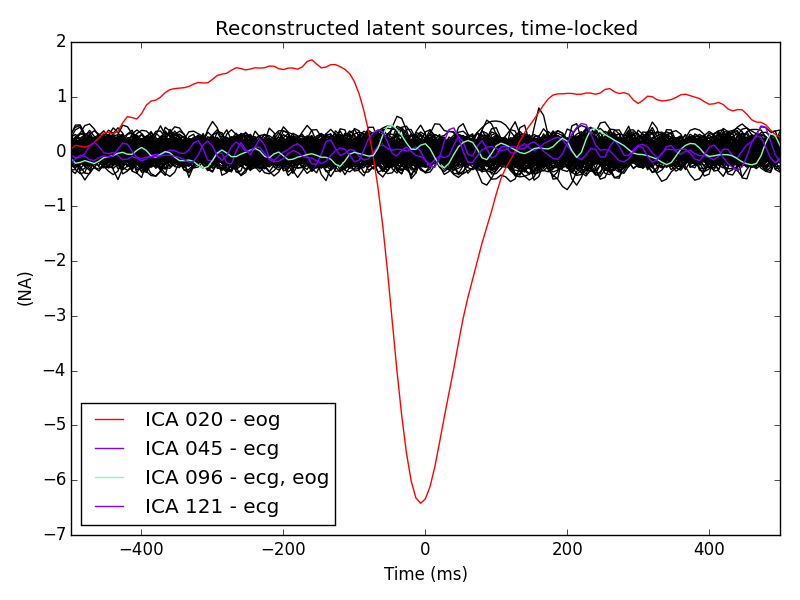 Reconstructed latent sources, time-locked
2
1
0
−1
−2
−3
−4
−5
−6
−7
(NA)
ICA 020 - eog
ICA 045 - ecg
ICA 096 - ecg, eog
ICA 121 - ecg
−400 −200 0 200 400
Time (ms)